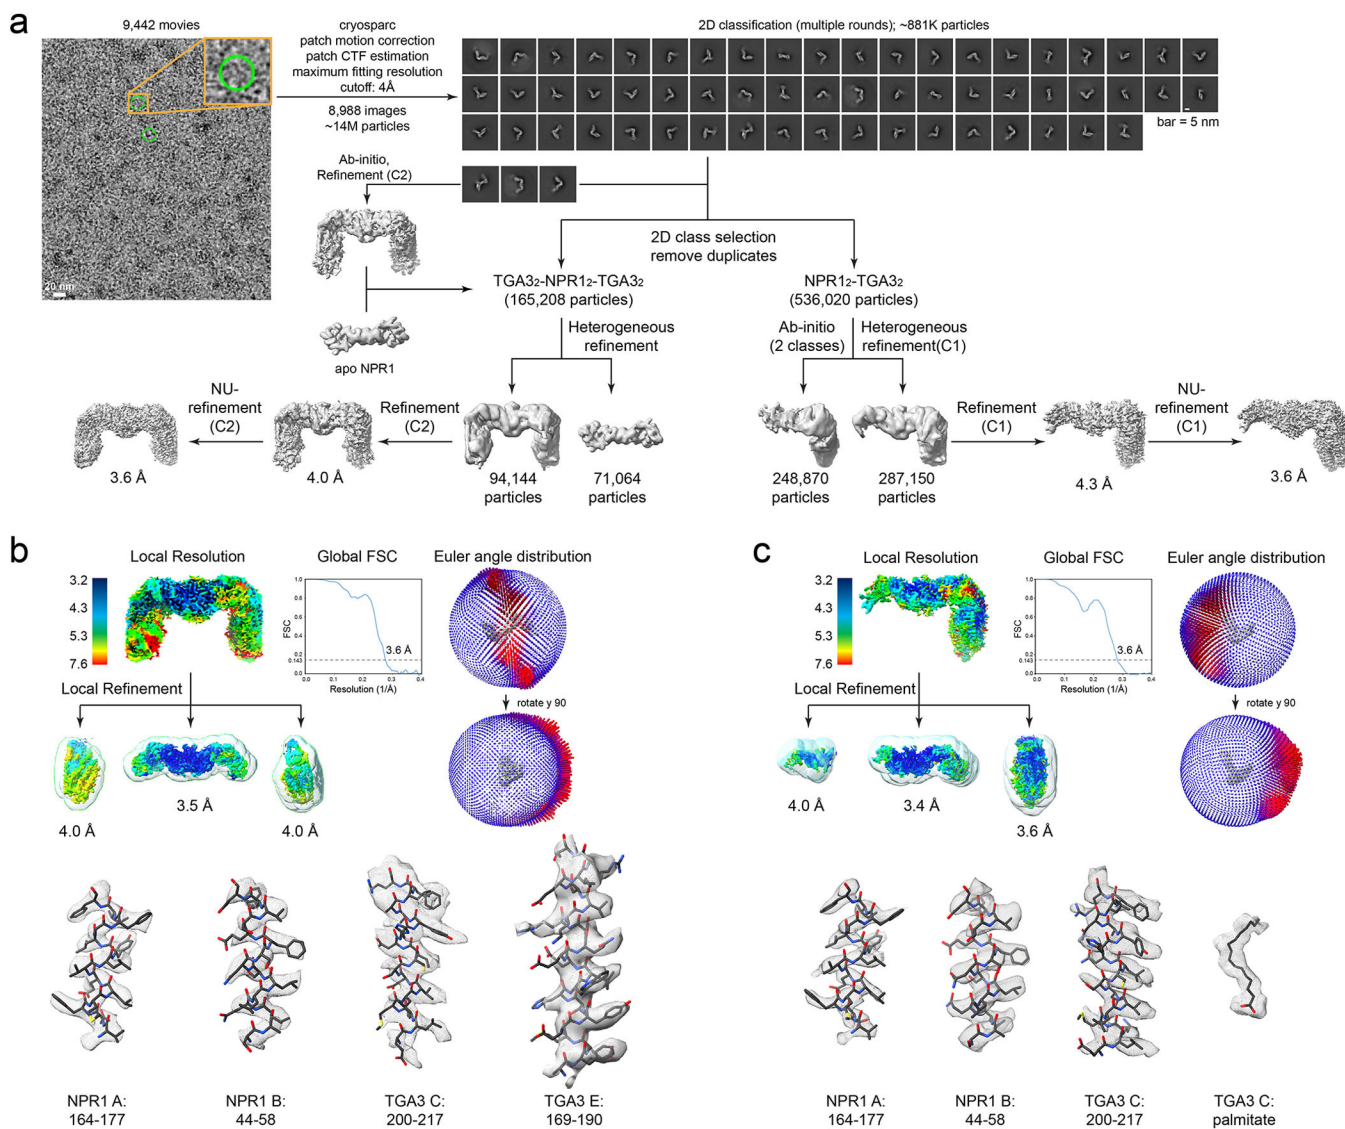 a
9,442 movies
20 nm
cryosparc
patch motion correction
patch CTF estimation
maximum fitting resolution
cutoff: 4Å
8,988 images
~14M particles
2D classification (multiple rounds); ~881K particles
bar = 5 nm
Ab-initio,
Refinement (C2)
2D class selection
remove duplicates
TGA3₂-NPR1₂-TGA3₂
(165,208 particles)
NPR1₂-TGA3₂
(536,020 particles)
apo NPR1
Heterogeneous
refinement
Ab-initio
(2 classes)
Heterogeneous
refinement(C1)
NU-
refinement
(C2)
Refinement
(C2)
Refinement
(C1)
NU-
refinement
(C1)
3.6 Å
4.0 Å
94,144
particles
71,064
particles
248,870
particles
287,150
particles
4.3 Å
3.6 Å
b
Local Resolution
Global FSC
Euler angle distribution
3.2
4.3
5.3
7.6
1.0
0.8
0.6
0.4
0.2
0.143
0.0
FSC
3.6 Å
0.0
0.1
0.2
0.3
0.4
Resolution (1/Å)
rotate y 90
Local Refinement
4.0 Å
3.5 Å
4.0 Å
NPR1 A:
164-177
NPR1 B:
44-58
TGA3 C:
200-217
TGA3 E:
169-190
c
Local Resolution
Global FSC
Euler angle distribution
3.2
4.3
5.3
7.6
1.0
0.8
0.6
0.4
0.2
0.143
0.0
FSC
3.6 Å
0.0
0.1
0.2
0.3
0.4
Resolution (1/Å)
rotate y 90
Local Refinement
4.0 Å
3.4 Å
3.6 Å
NPR1 A:
164-177
NPR1 B:
44-58
TGA3 C:
200-217
TGA3 C:
palmitate